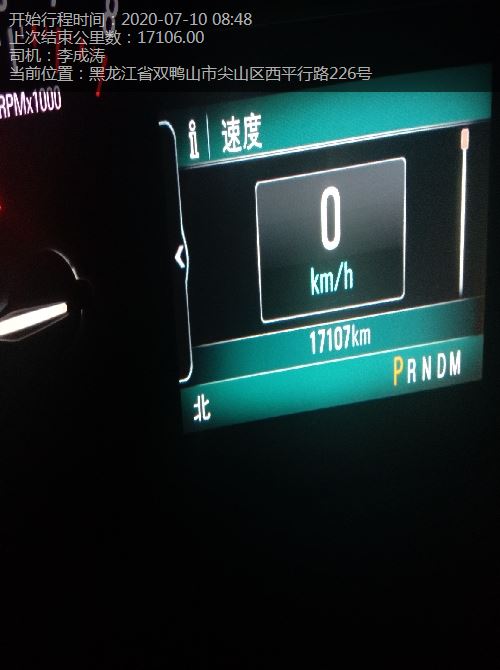 开始行程时间：2020-07-10 08:48
上次结束公里数：17106.00
司机：李成涛
当前位置：黑龙江省双鸭山市尖山区西平行路226号
RPMx1000
速度
0
km/h
17107km
PRNDM
北